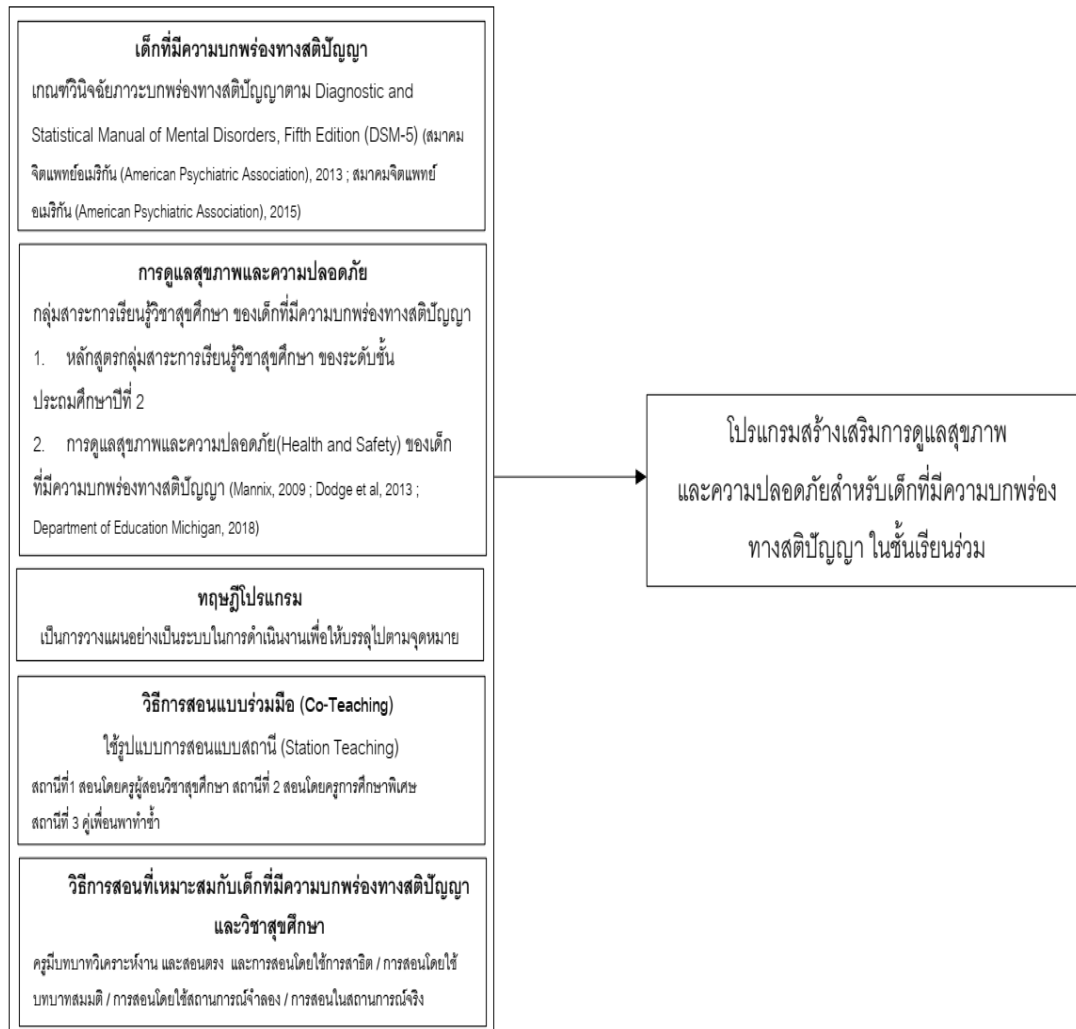 เด็กที่มีความบกพร่องทางสติปัญญา
เกณฑ์วินิจฉัยภาวะบกพร่องทางสติปัญญาตาม Diagnostic and
Statistical Manual of Mental Disorders, Fifth Edition (DSM-5) (สมาคม
จิตแพทย์อเมริกัน (American Psychiatric Association), 2013 ; สมาคมจิตแพทย์
อเมริกัน (American Psychiatric Association), 2015)
การดูแลสุขภาพและความปลอดภัย
กลุ่มสาระการเรียนรู้วิชาสุขศึกษา ของเด็กที่มีความบกพร่องทางสติปัญญา
1. หลักสูตรกลุ่มสาระการเรียนรู้วิชาสุขศึกษา ของระดับชั้น
ประถมศึกษาปีที่ 2
2. การดูแลสุขภาพและความปลอดภัย(Health and Safety) ของเด็ก
ที่มีความบกพร่องทางสติปัญญา (Mannix, 2009 ; Dodge et al, 2013 ;
Department of Education Michigan, 2018)
ทฤษฎีโปรแกรม
เป็นการวางแผนอย่างเป็นระบบในการดำเนินงานเพื่อให้บรรลุไปตามจุดหมาย
วิธีการสอนแบบร่วมมือ (Co-Teaching)
ใช้รูปแบบการสอนแบบสถานี (Station Teaching)
สถานีที่1 สอนโดยครูผู้สอนวิชาสุขศึกษา สถานีที่ 2 สอนโดยครูการศึกษาพิเศษ
สถานีที่ 3 คู่เพื่อนพาทำซ้ำ
วิธีการสอนที่เหมาะสมกับเด็กที่มีความบกพร่องทางสติปัญญา
และวิชาสุขศึกษา
ครูมีบทบาทวิเคราะห์งาน และสอนตรง และการสอนโดยใช้การสาธิต / การสอนโดยใช้
บทบาทสมมติ / การสอนโดยใช้สถานการณ์จำลอง / การสอนในสถานการณ์จริง
โปรแกรมสร้างเสริมการดูแลสุขภาพ
และความปลอดภัยสำหรับเด็กที่มีความบกพร่อง
ทางสติปัญญา ในชั้นเรียนร่วม